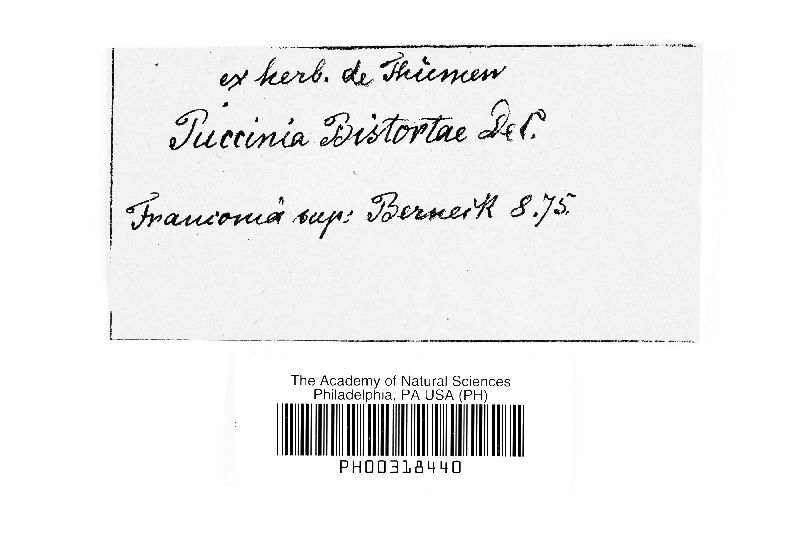 ex herb. de Thümen
Puccinia Bistortae DeC.
Franconia sup: Berneck 8.75.
The Academy of Natural Sciences
Philadelphia, PA USA (PH)
PH00318440